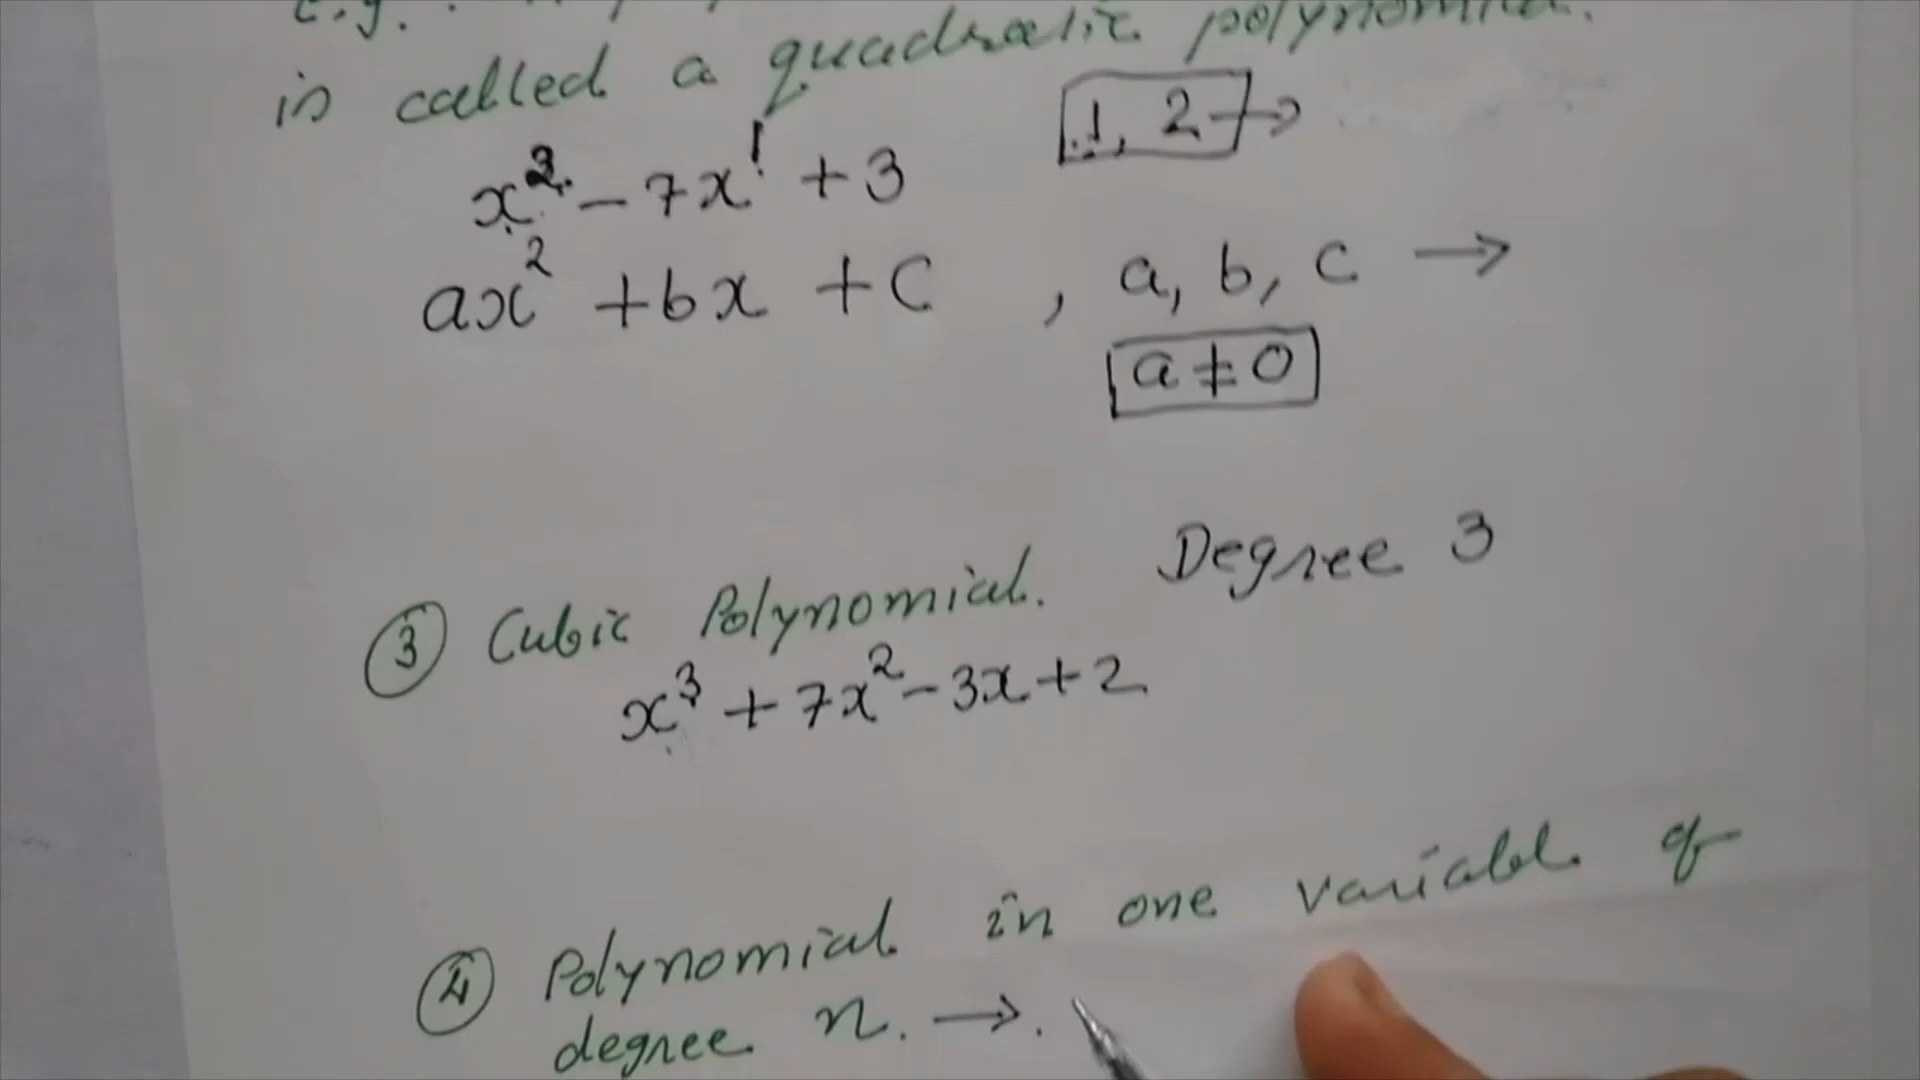 e.g. :
is called a quadratic polynomial.
x² - 7x¹ + 3 1, 2 →
ax² + bx + c , a, b, c →
a ≠ 0
③ Cubic Polynomial. Degree 3
x³ + 7x² - 3x + 2
④ Polynomial in one variable of
degree n. → .